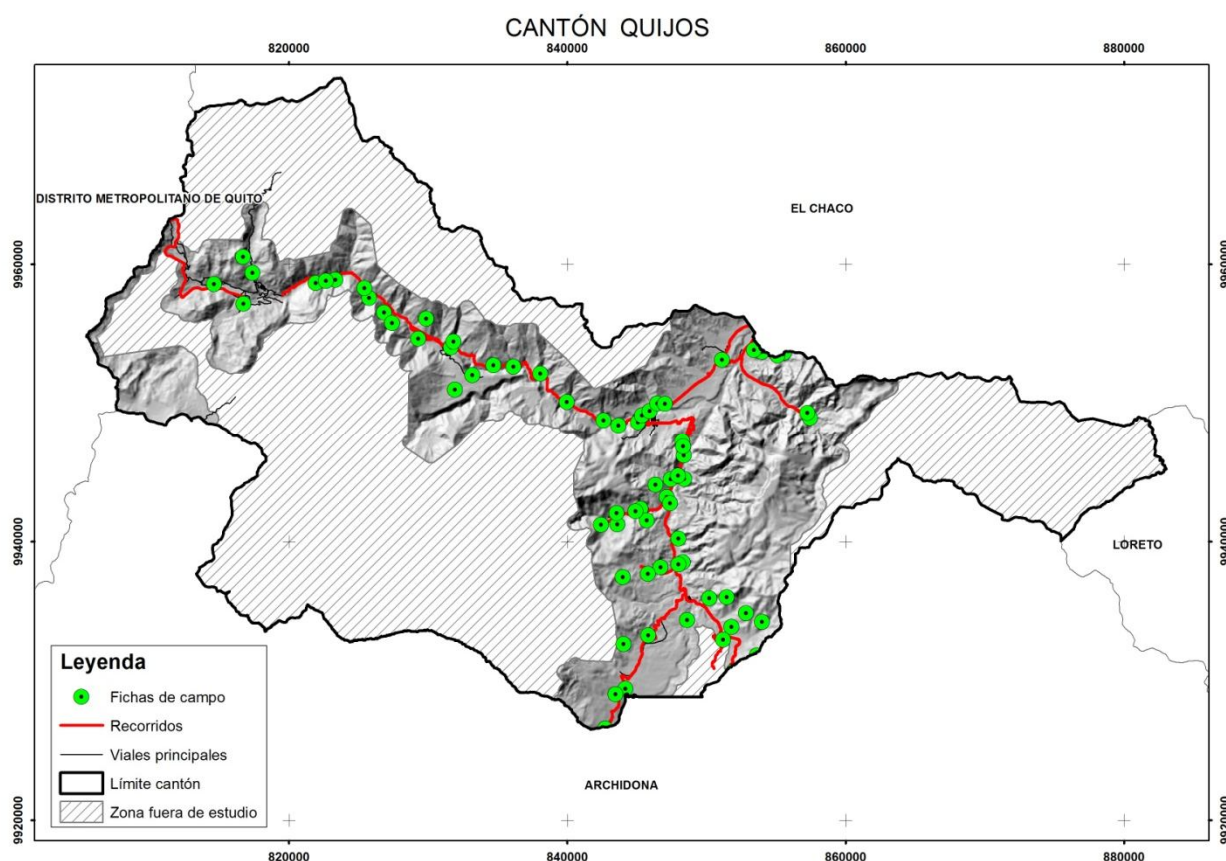 CANTÓN QUIJOS
820000
840000
860000
880000
DISTRITO METROPOLITANO DE QUITO
EL CHACO
9960000
9960000
9940000
9940000
LORETO
ARCHIDONA
9920000
9920000
Leyenda
Fichas de campo
Recorridos
Viales principales
Límite cantón
Zona fuera de estudio
820000
840000
860000
880000